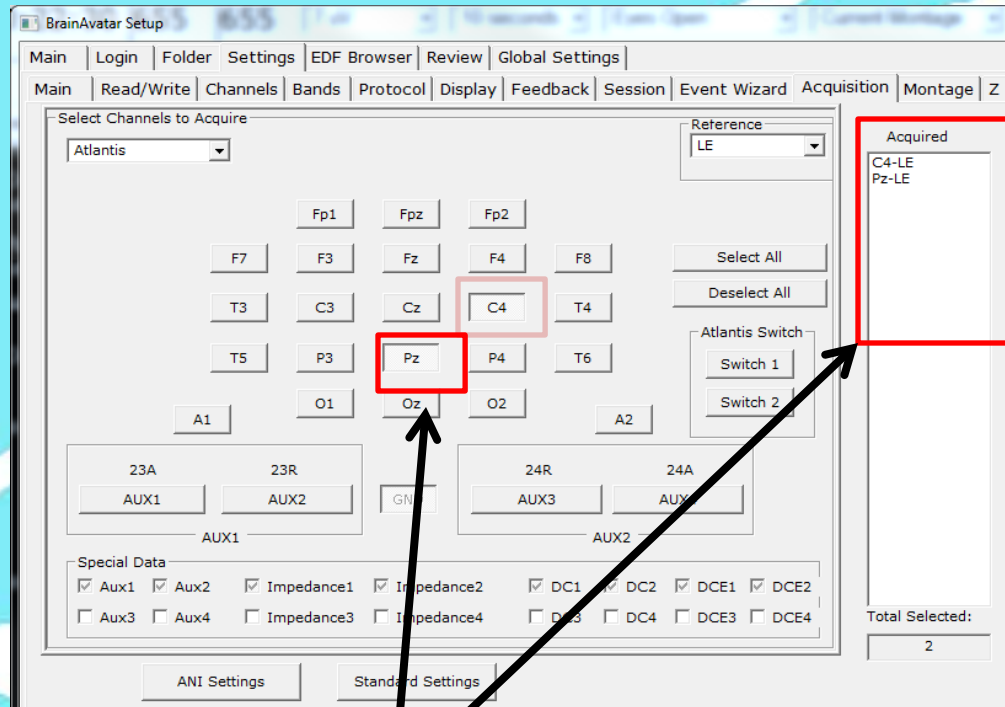 BrainAvatar Setup
Main Login Folder Settings EDF Browser Review Global Settings
Main Read/Write Channels Bands Protocol Display Feedback Session Event Wizard Acquisition Montage Z
Select Channels to Acquire
Reference
Acquired
Atlantis
LE
C4-LE
Pz-LE
Fp1 Fpz Fp2
F7 F3 Fz F4 F8 Select All
Deselect All
T3 C3 Cz C4 T4
Atlantis Switch
T5 P3 Pz P4 T6 Switch 1
O1 Oz O2 Switch 2
A1 A2
23A 23R 24R 24A
AUX1 AUX2 AUX3
AUX1 AUX2
Special Data
Aux1 Aux2 Impedance1 Impedance2 DC1 DC2 DCE1 DCE2
Aux3 Aux4 Impedance3 Impedance4 DC3 DC4 DCE3 DCE4
Total Selected:
2
ANI Settings Standard Settings